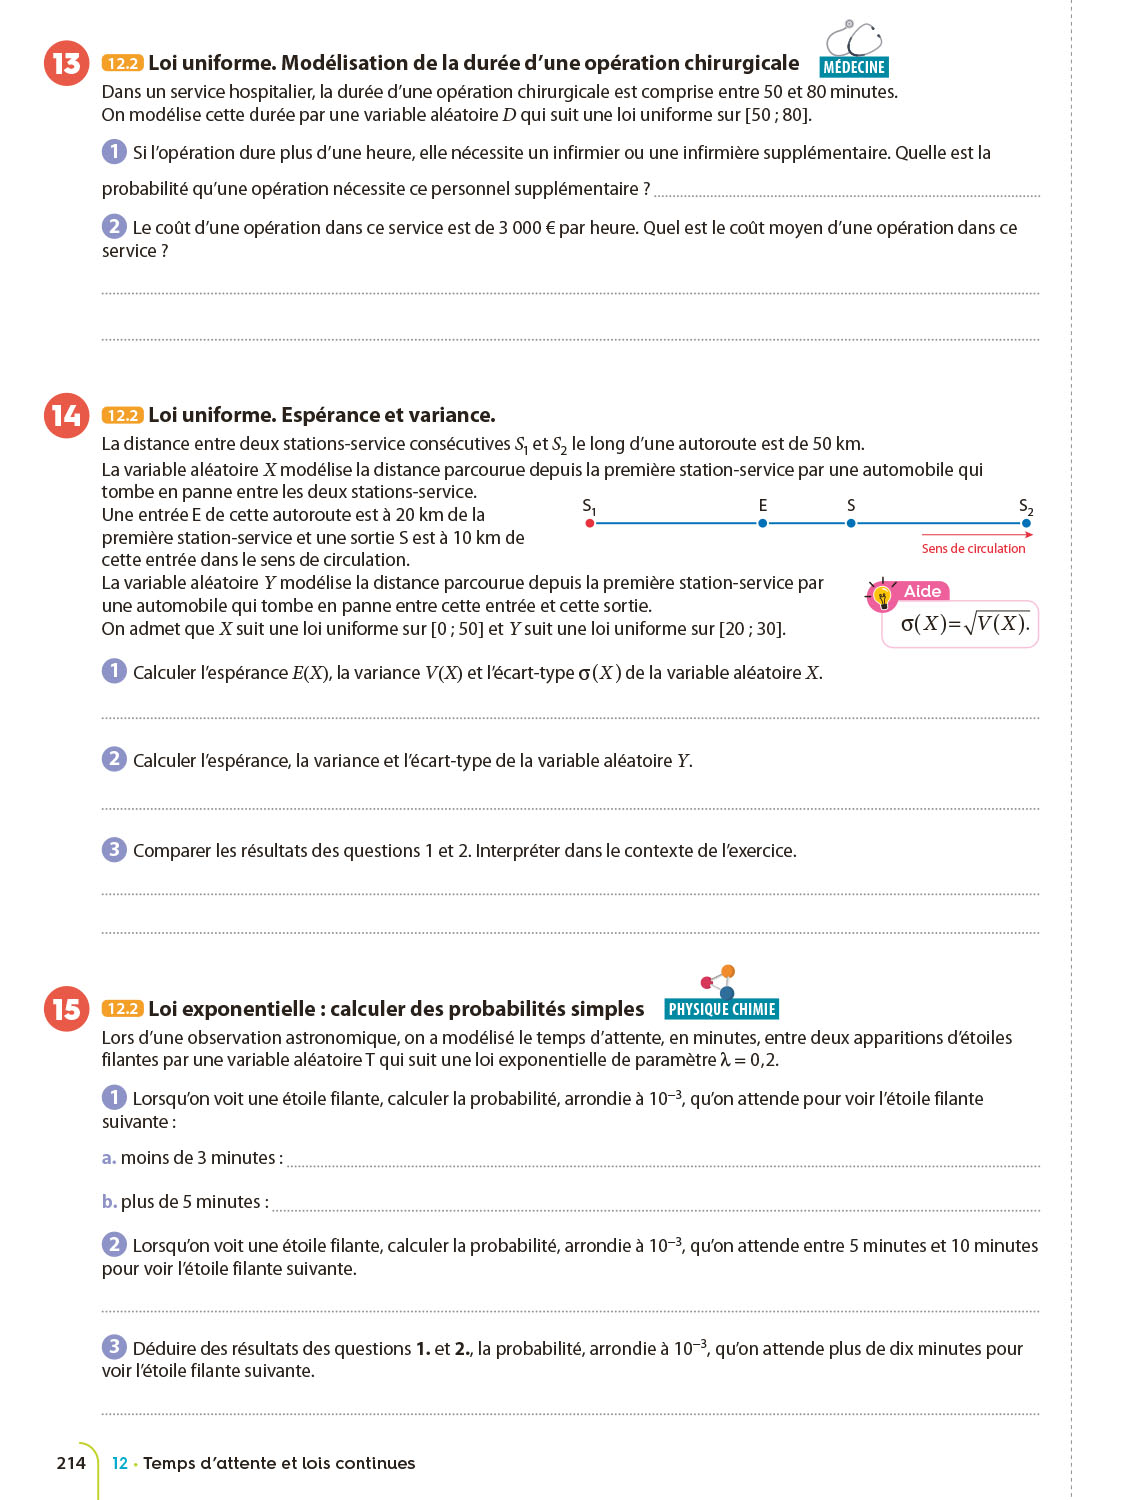 13 12.2 Loi uniforme. Modélisation de la durée d’une opération chirurgicale MÉDECINE
Dans un service hospitalier, la durée d’une opération chirurgicale est comprise entre 50 et 80 minutes.
On modélise cette durée par une variable aléatoire D qui suit une loi uniforme sur [50 ; 80].
1 Si l’opération dure plus d’une heure, elle nécessite un infirmier ou une infirmière supplémentaire. Quelle est la
probabilité qu’une opération nécessite ce personnel supplémentaire ?
2 Le coût d’une opération dans ce service est de 3 000 € par heure. Quel est le coût moyen d’une opération dans ce
service ?
14 12.2 Loi uniforme. Espérance et variance.
La distance entre deux stations-service consécutives S₁ et S₂ le long d’une autoroute est de 50 km.
La variable aléatoire X modélise la distance parcourue depuis la première station-service par une automobile qui
tombe en panne entre les deux stations-service.
Une entrée E de cette autoroute est à 20 km de la
première station-service et une sortie S est à 10 km de
cette entrée dans le sens de circulation.
S₁ E S S₂
Sens de circulation
La variable aléatoire Y modélise la distance parcourue depuis la première station-service par
une automobile qui tombe en panne entre cette entrée et cette sortie.
On admet que X suit une loi uniforme sur [0 ; 50] et Y suit une loi uniforme sur [20 ; 30].
Aide
σ(X)=√V(X).
1 Calculer l’espérance E(X), la variance V(X) et l’écart-type σ(X) de la variable aléatoire X.
2 Calculer l’espérance, la variance et l’écart-type de la variable aléatoire Y.
3 Comparer les résultats des questions 1 et 2. Interpréter dans le contexte de l’exercice.
15 12.2 Loi exponentielle : calculer des probabilités simples PHYSIQUE CHIMIE
Lors d’une observation astronomique, on a modélisé le temps d’attente, en minutes, entre deux apparitions d’étoiles
filantes par une variable aléatoire T qui suit une loi exponentielle de paramètre λ = 0,2.
1 Lorsqu’on voit une étoile filante, calculer la probabilité, arrondie à 10⁻³, qu’on attende pour voir l’étoile filante
suivante :
a. moins de 3 minutes :
b. plus de 5 minutes :
2 Lorsqu’on voit une étoile filante, calculer la probabilité, arrondie à 10⁻³, qu’on attende entre 5 minutes et 10 minutes
pour voir l’étoile filante suivante.
3 Déduire des résultats des questions 1. et 2., la probabilité, arrondie à 10⁻³, qu’on attende plus de dix minutes pour
voir l’étoile filante suivante.
214 12 • Temps d’attente et lois continues